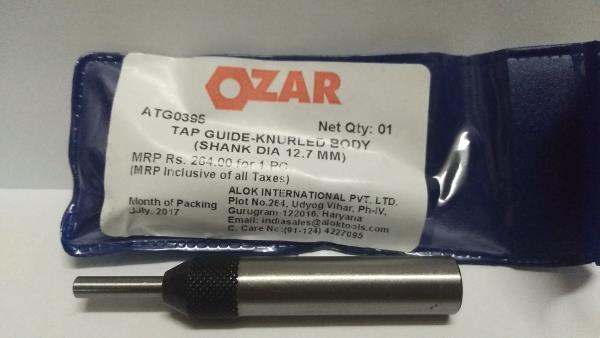 OZAR
ATG0395
Net Qty: 01
TAP GUIDE-KNURLED BODY
(SHANK DIA 12.7 MM)
MRP Rs. 264.00 for 1 PC
(MRP Inclusive of all Taxes)
ALOK INTERNATIONAL PVT. LTD.
Plot No.264, Udyog Vihar, Ph-IV,
Gurugram-122016, Haryana
Email: indiasales@aloktools.com
C. Care No:(91-124) 4227095
Month of Packing
July, 2017